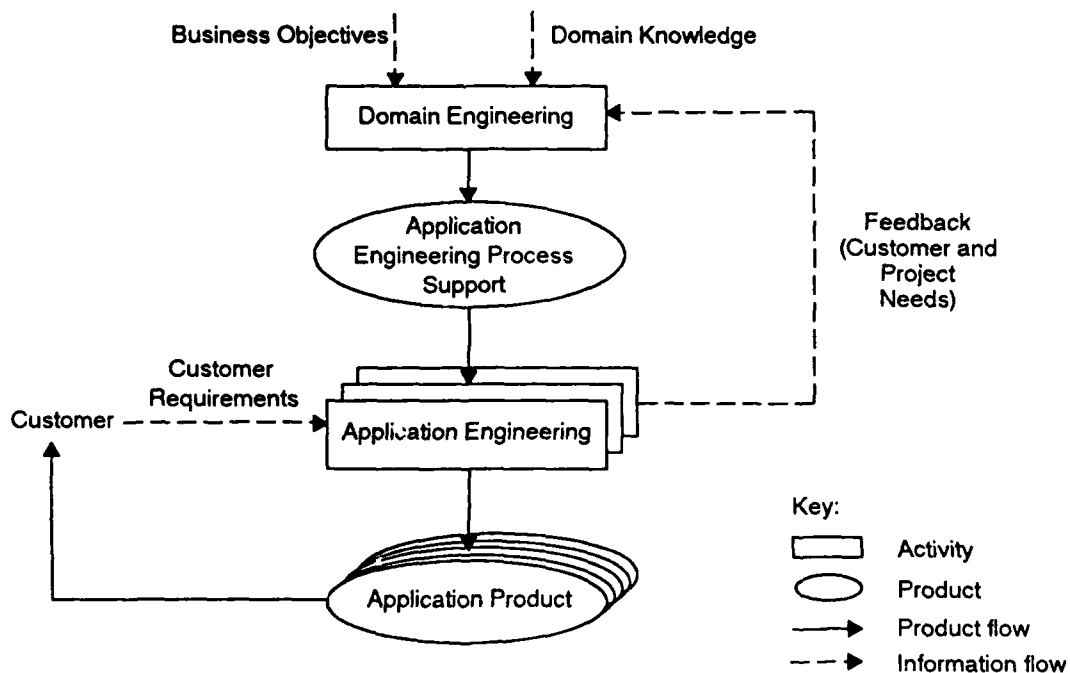 Business Objectives
Domain Knowledge
Domain Engineering
Application
Engineering Process
Support
Feedback
(Customer and
Project
Needs)
Customer
Requirements
Customer
Application Engineering
Application Product
Key:
Activity
Product
Product flow
Information flow